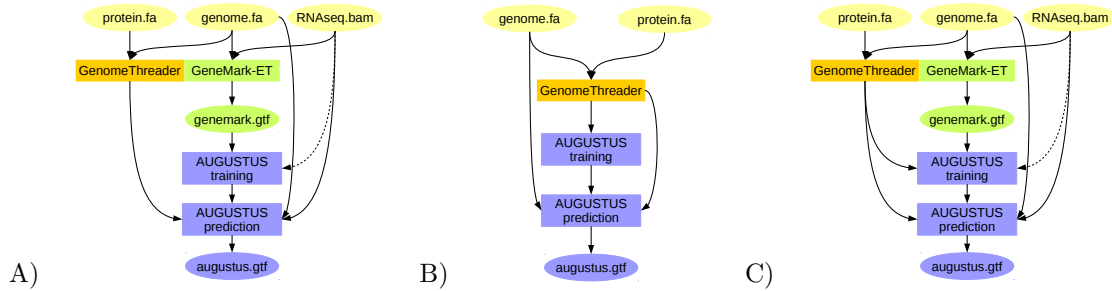 protein.fa
genome.fa
RNAseq.bam
GenomeThreader
GeneMark-ET
genemark.gtf
AUGUSTUS
training
AUGUSTUS
prediction
augustus.gtf
A)
genome.fa
protein.fa
GenomeThreader
AUGUSTUS
training
AUGUSTUS
prediction
augustus.gtf
B)
protein.fa
genome.fa
RNAseq.bam
GenomeThreader
GeneMark-ET
genemark.gtf
AUGUSTUS
training
AUGUSTUS
prediction
augustus.gtf
C)